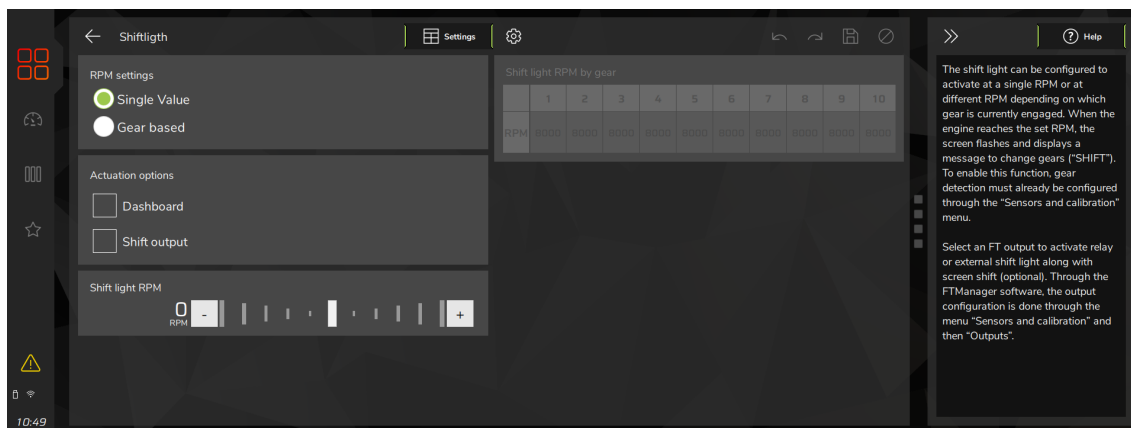 Shiftligth
Settings
Help
RPM settings
Single Value
Gear based
Actuation options
Dashboard
Shift output
Shift light RPM
0
RPM
-
+
Shift light RPM by gear
1 2 3 4 5 6 7 8 9 10
RPM 8000 8000 8000 8000 8000 8000 8000 8000 8000 8000
The shift light can be configured to
activate at a single RPM or at
different RPM depending on which
gear is currently engaged. When the
engine reaches the set RPM, the
screen flashes and displays a
message to change gears (“SHIFT”).
To enable this function, gear
detection must already be configured
through the “Sensors and calibration”
menu.
Select an FT output to activate relay
or external shift light along with
screen shift (optional). Through the
FTManager software, the output
configuration is done through the
menu “Sensors and calibration” and
then “Outputs”.
10:49